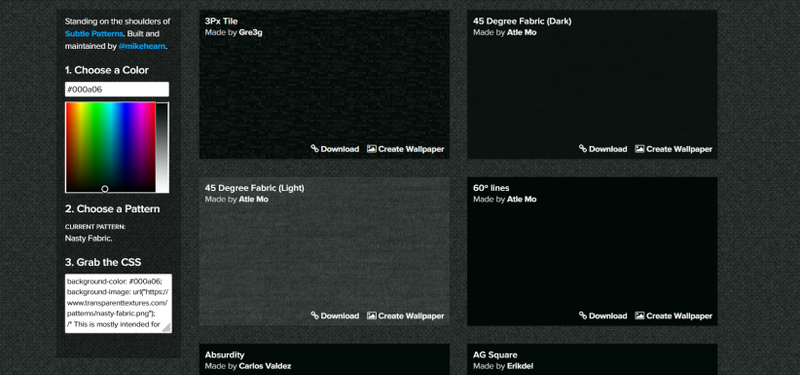 Standing on the shoulders of
Subtle Patterns. Built and
maintained by @mikehearn.
1. Choose a Color
#000a06
2. Choose a Pattern
CURRENT PATTERN:
Nasty Fabric.
3. Grab the CSS
background-color: #000a06;
background-image: url("https://
www.transparenttextures.com/
patterns/nasty-fabric.png");
/* This is mostly intended for
3Px Tile
Made by Gre3g
Download Create Wallpaper
45 Degree Fabric (Dark)
Made by Atle Mo
Download Create Wallpaper
45 Degree Fabric (Light)
Made by Atle Mo
Download Create Wallpaper
60º lines
Made by Atle Mo
Download Create Wallpaper
Absurdity
Made by Carlos Valdez
AG Square
Made by Erikdel